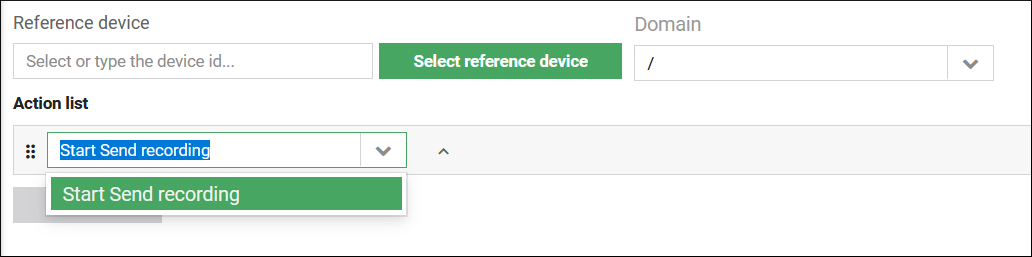 Reference device
Domain
Select or type the device id...
Select reference device
/
Action list
Start Send recording
Start Send recording